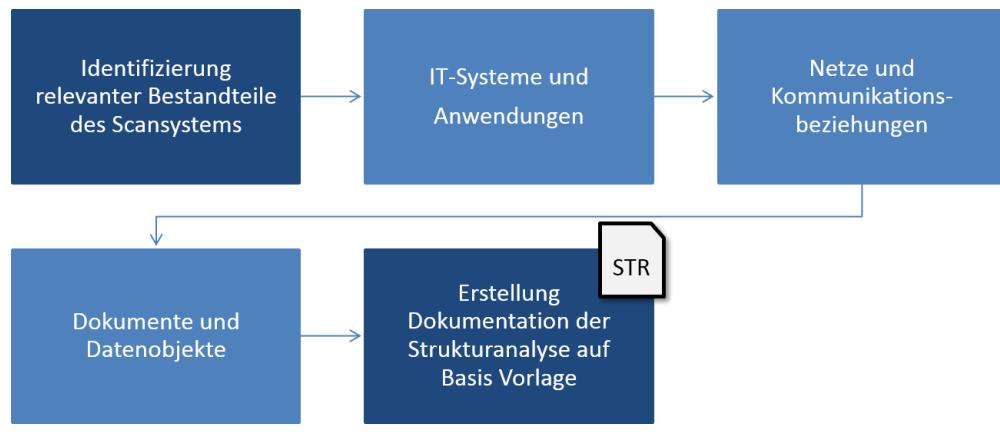 Identifizierung
relevanter Bestandteile
des Scansystems
IT-Systeme und
Anwendungen
Netze und
Kommunikations-
beziehungen
Dokumente und
Datenobjekte
STR
Erstellung
Dokumentation der
Strukturanalyse auf
Basis Vorlage